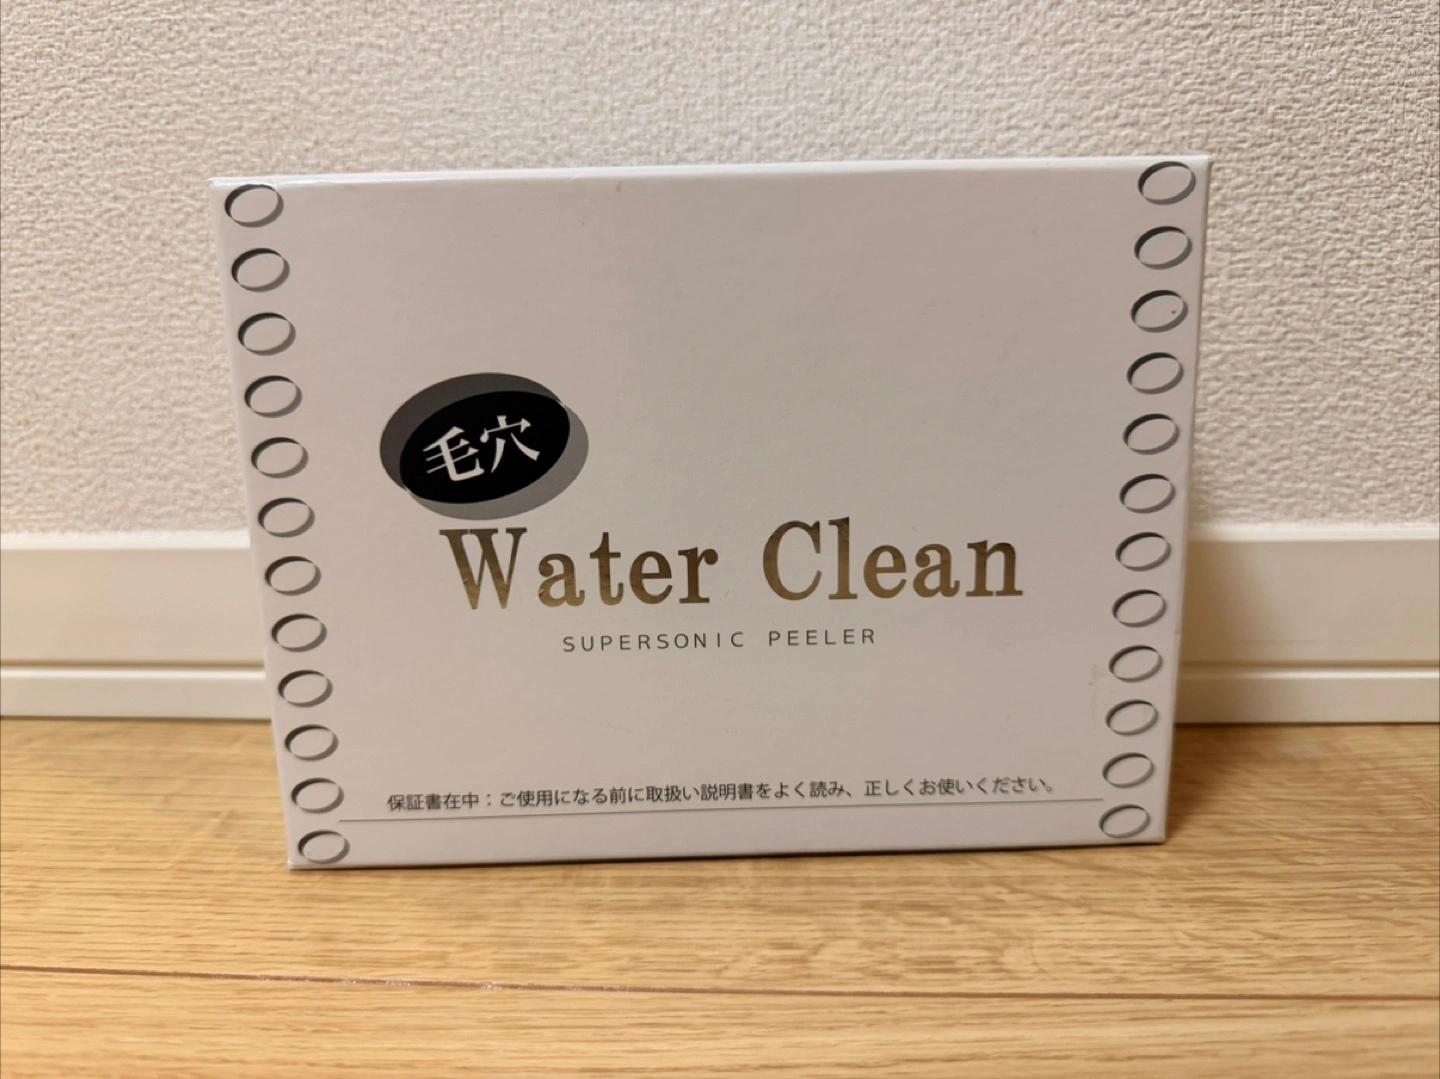 毛穴
Water Clean
SUPERSONIC PEELER
保証書在中：ご使用になる前に取扱い説明書をよく読み、正しくお使いください。